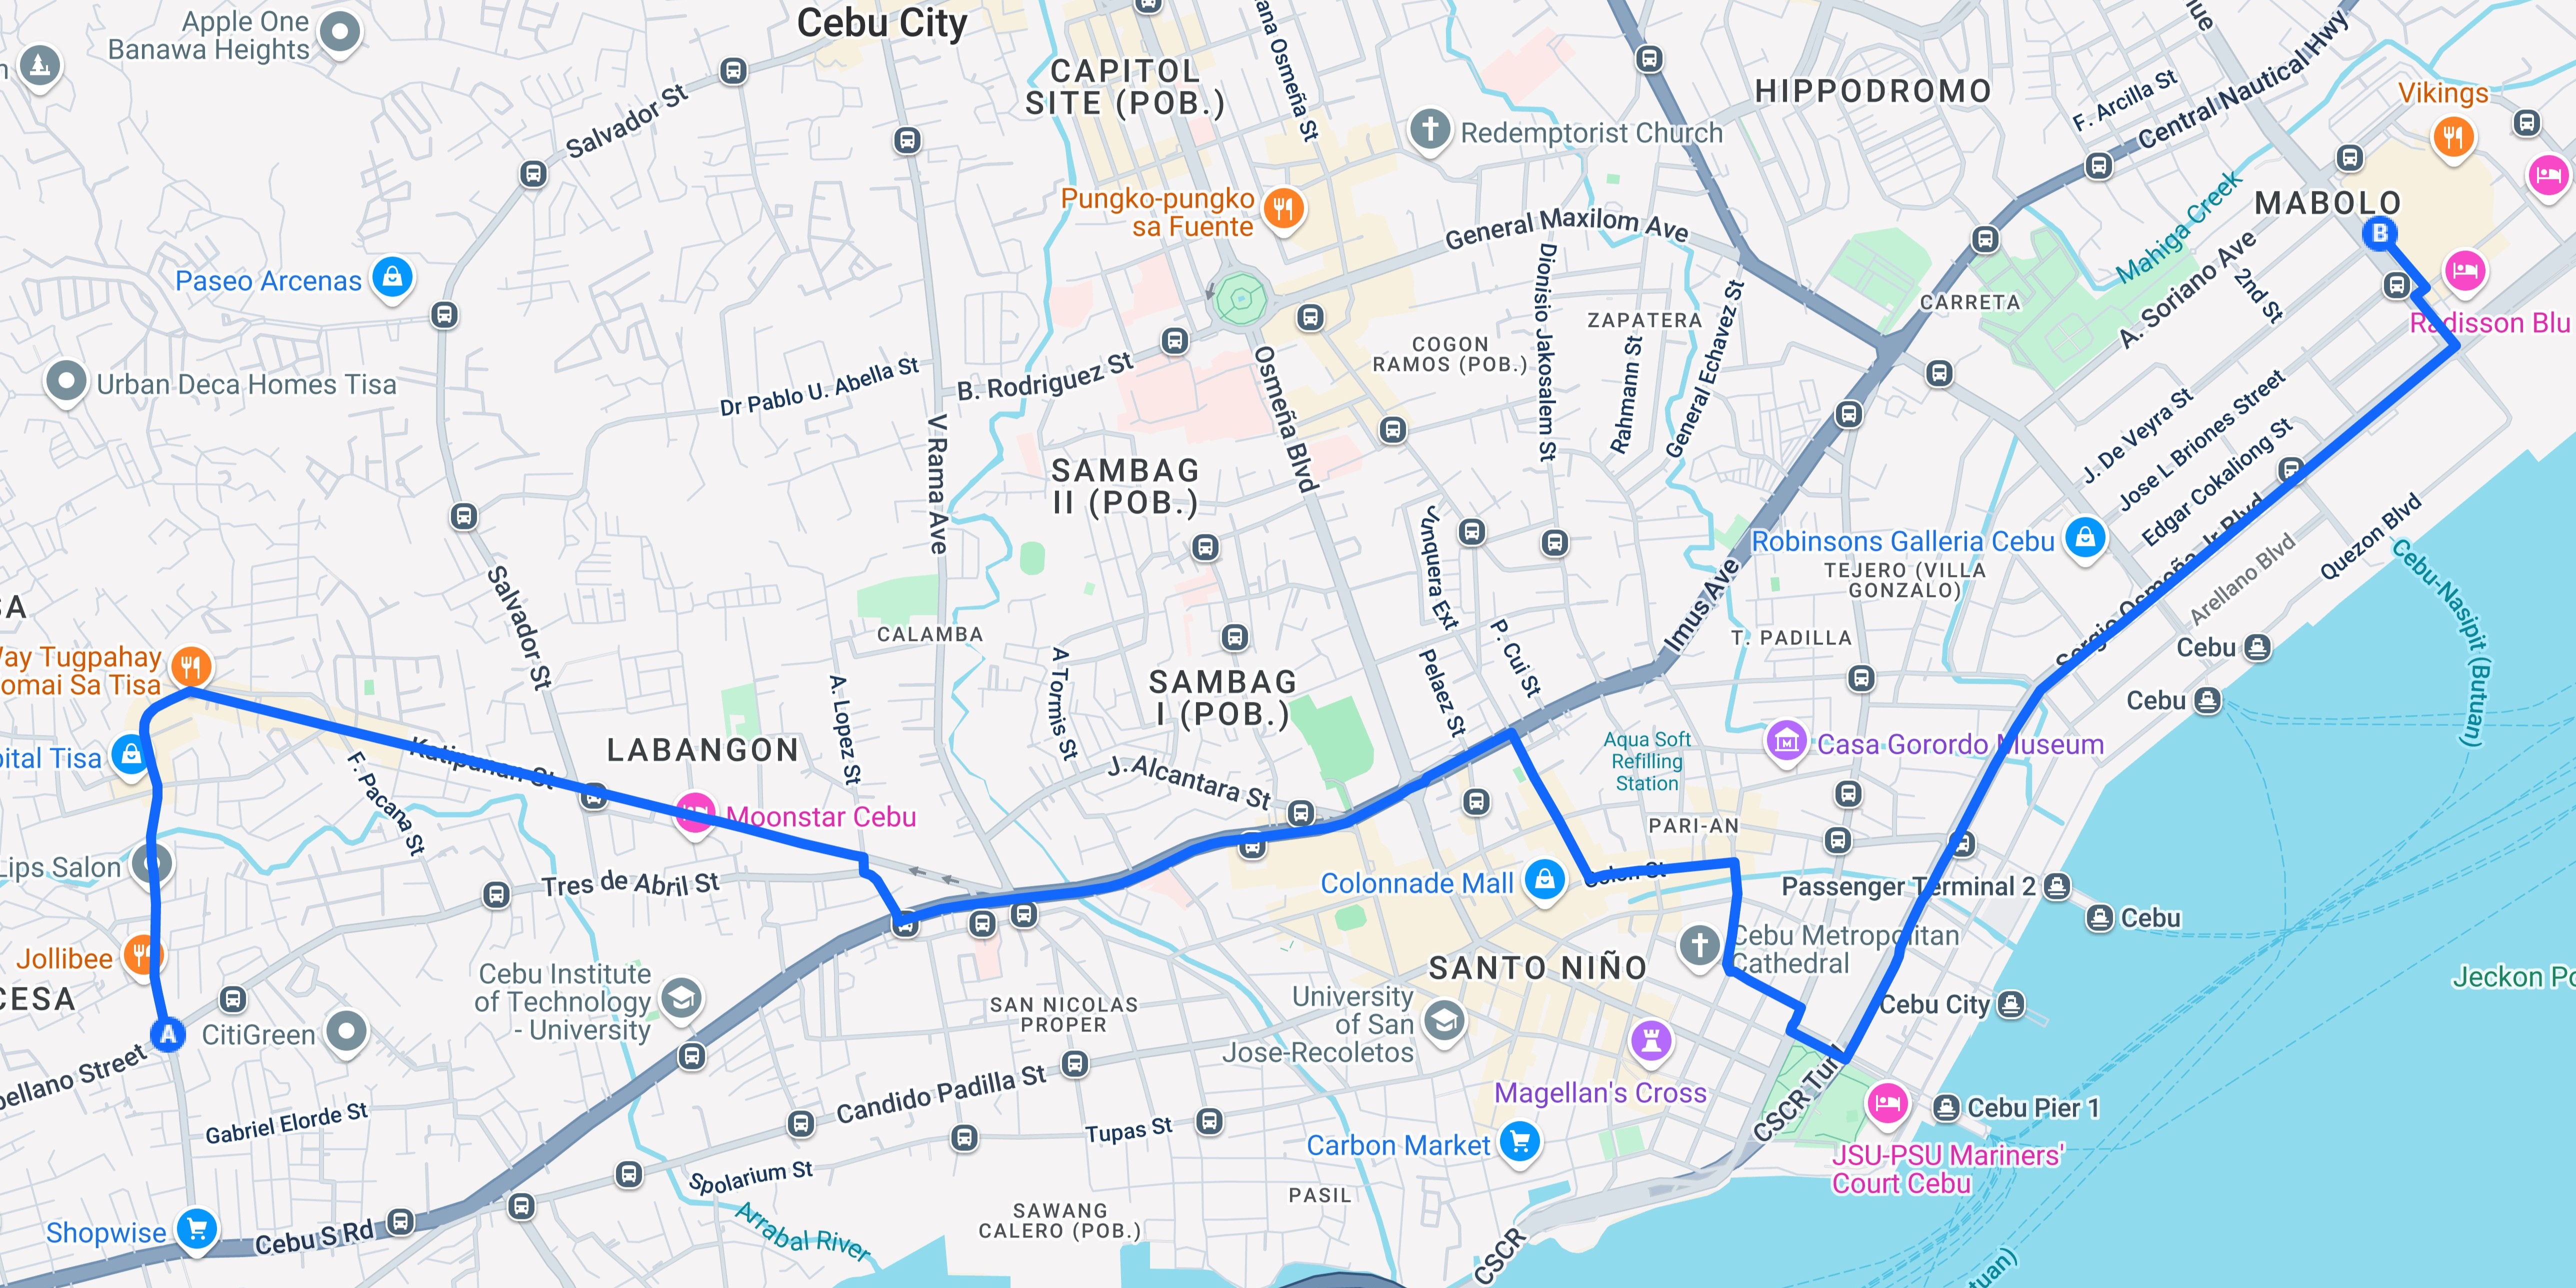 Apple One
Banawa Heights
Cebu City
CAPITOL
SITE (POB.)
Osmeña St
HIPPODROMO
F. Arcilla St
Central Nautical Hwy
Vikings
Salvador St
Redemptorist Church
Pungko-pungko
sa Fuente
General Maxilom Ave
Mahiga Creek
MABOLO
B
Paseo Arcenas
A. Soriano Ave
2nd St
CARRETA
Radisson Blu
Dionisio Jakosalem St
ZAPATERA
COGON
RAMOS (POB.)
Rahmann St
General Echavez St
Urban Deca Homes Tisa
Dr Pablo U. Abella St
B. Rodriguez St
Osmeña Blvd
V Rama Ave
J. De Veyra St
Jose L Briones Street
Edgar Cokaliong St
SAMBAG
II (POB.)
Junquera Ext
Robinsons Galleria Cebu
Sergio Osmeña Jr Blvd
Arellano Blvd
Quezon Blvd
Cebu-Nasipit (Butuan)
TEJERO (VILLA
GONZALO)
Imus Ave
Salvador St
CALAMBA
T. PADILLA
Cebu
P. Cui St
Pelaez St
A Tormis St
A. Lopez St
SAMBAG
I (POB.)
Cebu
Tugpahay
Sa Tisa
LABANGON
Katipunan St
F. Pacana St
Tisa
J. Alcantara St
Aqua Soft
Refilling
Station
Casa Gorordo Museum
Moonstar Cebu
PARI-AN
Lips Salon
Tres de Abril St
Colonnade Mall
Colon St
Passenger Terminal 2
Cebu
Cebu Metropolitan
Cathedral
Jollibee
Cebu Institute
of Technology
- University
SANTO NIÑO
Jeckon
University
of San
Jose-Recoletos
SAN NICOLAS
PROPER
Cebu City
A
CitiGreen
Street
Candido Padilla St
Magellan's Cross
CSCR Tunl
Gabriel Elorde St
Tupas St
Carbon Market
Cebu Pier 1
JSU-PSU Mariners'
Court Cebu
Spolarium St
PASIL
SAWANG
CALERO (POB.)
Shopwise
Cebu S Rd
Arrabal River
CSCR